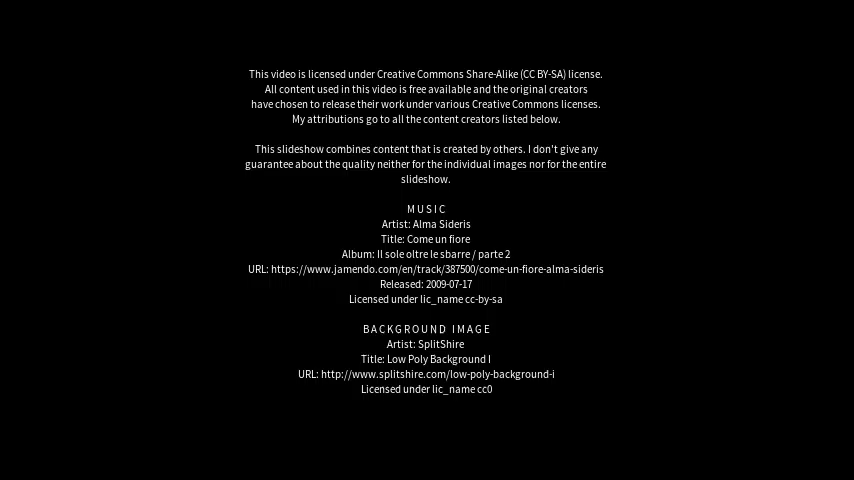 This video is licensed under Creative Commons Share-Alike (CC BY-SA) license.
All content used in this video is free available and the original creators
have chosen to release their work under various Creative Commons licenses.
My attributions go to all the content creators listed below.
This slideshow combines content that is created by others. I don't give any
guarantee about the quality neither for the individual images nor for the entire
slideshow.
MUSIC
Artist: Alma Sideris
Title: Come un fiore
Album: Il sole oltre le sbarre / parte 2
URL: https://www.jamendo.com/en/track/387500/come-un-fiore-alma-sideris
Released: 2009-07-17
Licensed under lic_name cc-by-sa
BACKGROUND IMAGE
Artist: SplitShire
Title: Low Poly Background I
URL: http://www.splitshire.com/low-poly-background-i
Licensed under lic_name cc0